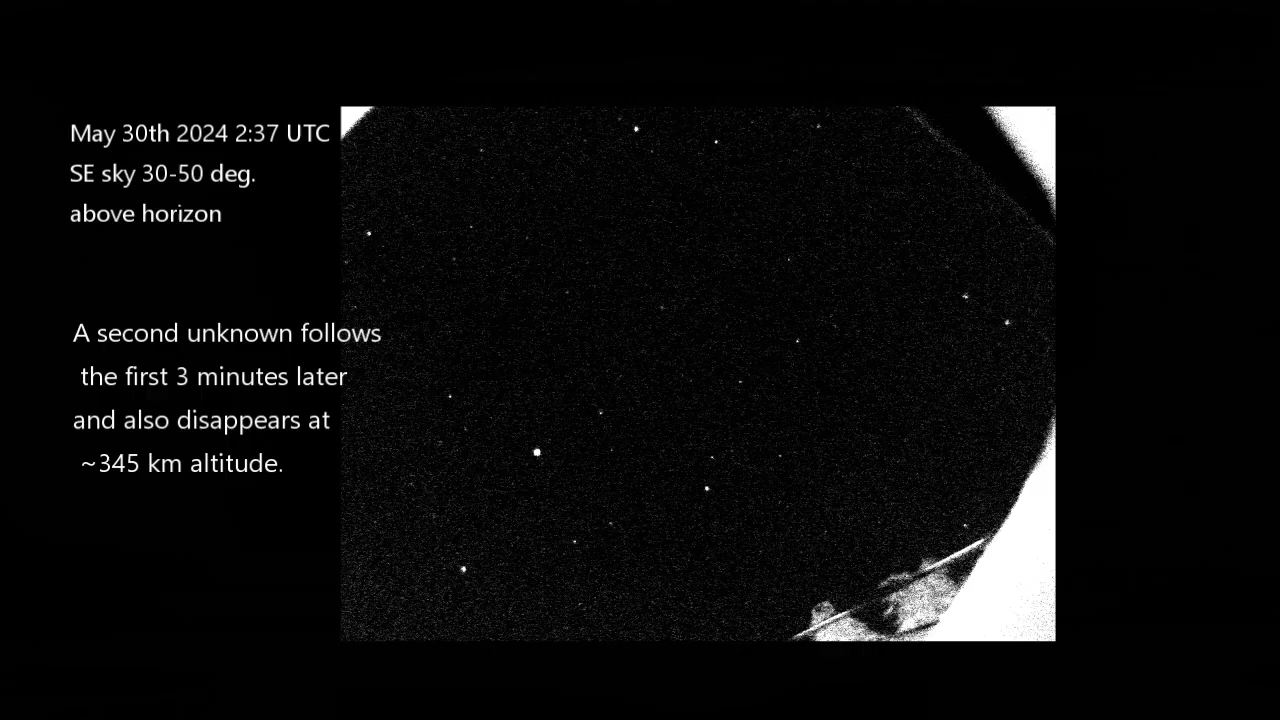 May 30th 2024 2:37 UTC
SE sky 30-50 deg.
above horizon
A second unknown follows
the first 3 minutes later
and also disappears at
~345 km altitude.